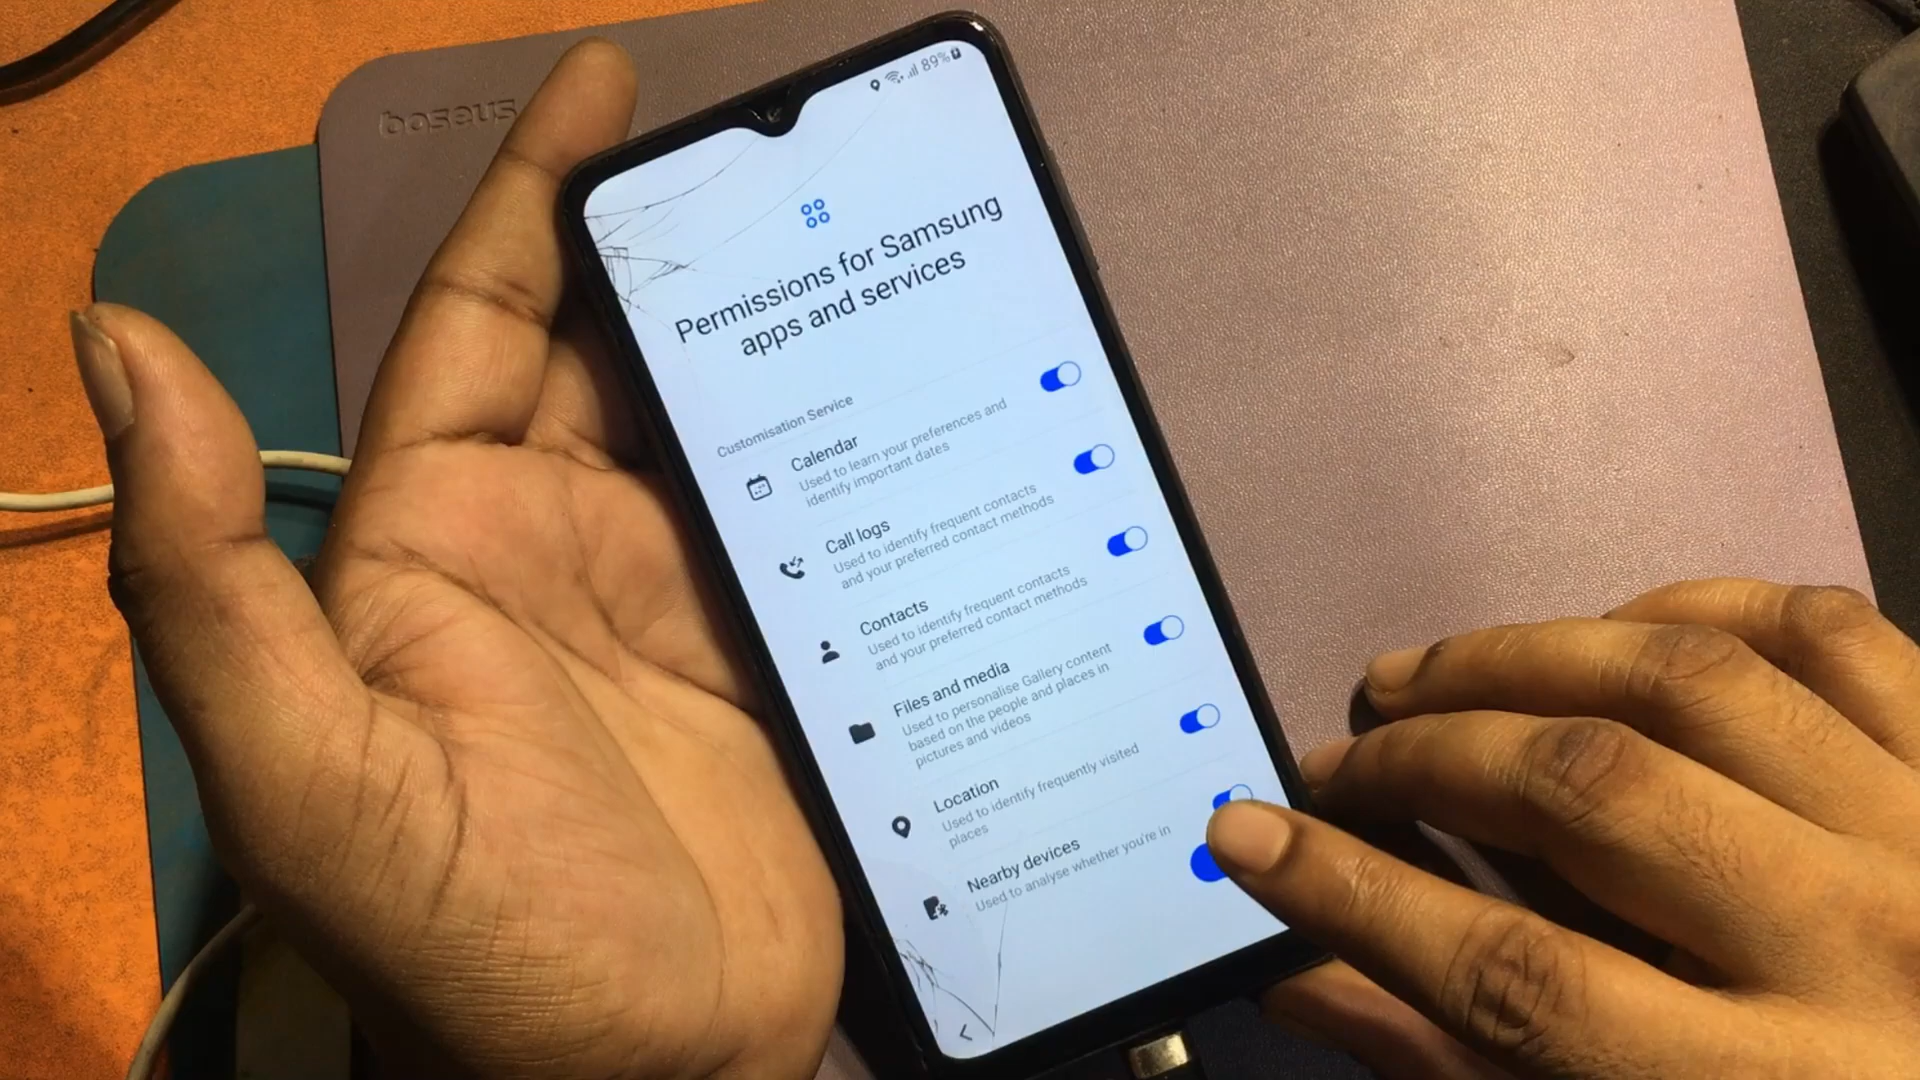 boseus
89%
Permissions for Samsung
apps and services
Customisation Service
Calendar
Used to learn your preferences and
identify important dates
Call logs
Used to identify frequent contacts
and your preferred contact methods
Contacts
Used to identify frequent contacts
and your preferred contact methods
Files and media
Used to personalise Gallery content
based on the people and places in
pictures and videos
Location
Used to identify frequently visited
places
Nearby devices
Used to analyse whether you're in